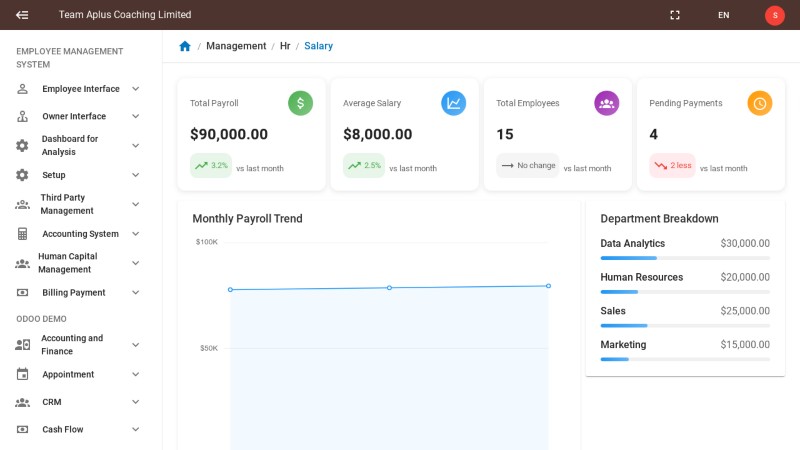 Team Aplus Coaching Limited
EN
S
EMPLOYEE MANAGEMENT
SYSTEM
Employee Interface
Owner Interface
Dashboard for
Analysis
Setup
Third Party
Management
Accounting System
Human Capital
Management
Billing Payment
ODOO DEMO
Accounting and
Finance
Appointment
CRM
Cash Flow
/ Management / Hr / Salary
Total Payroll
$
$90,000.00
3.2% vs last month
Average Salary
$8,000.00
2.5% vs last month
Total Employees
15
No change vs last month
Pending Payments
4
2 less vs last month
Monthly Payroll Trend
$100K
$50K
Department Breakdown
Data Analytics $30,000.00
Human Resources $20,000.00
Sales $25,000.00
Marketing $15,000.00